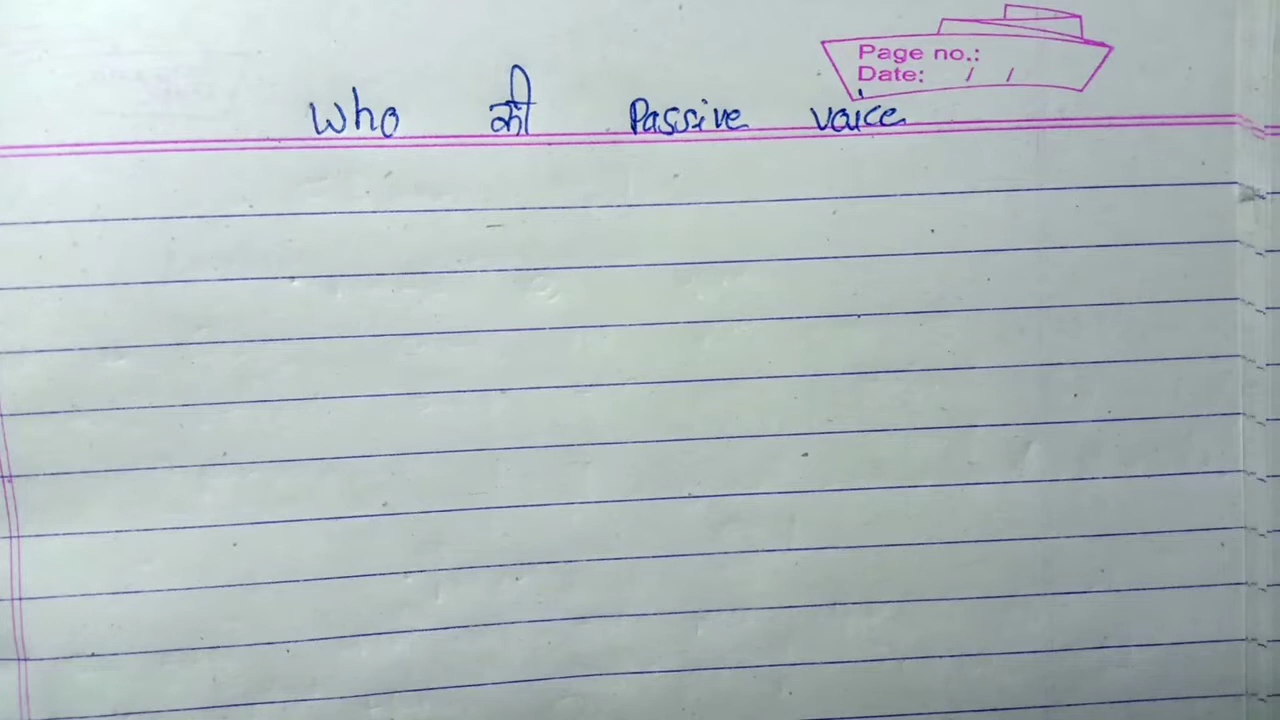 Page no.:
Date: / /
Who की Passive voice